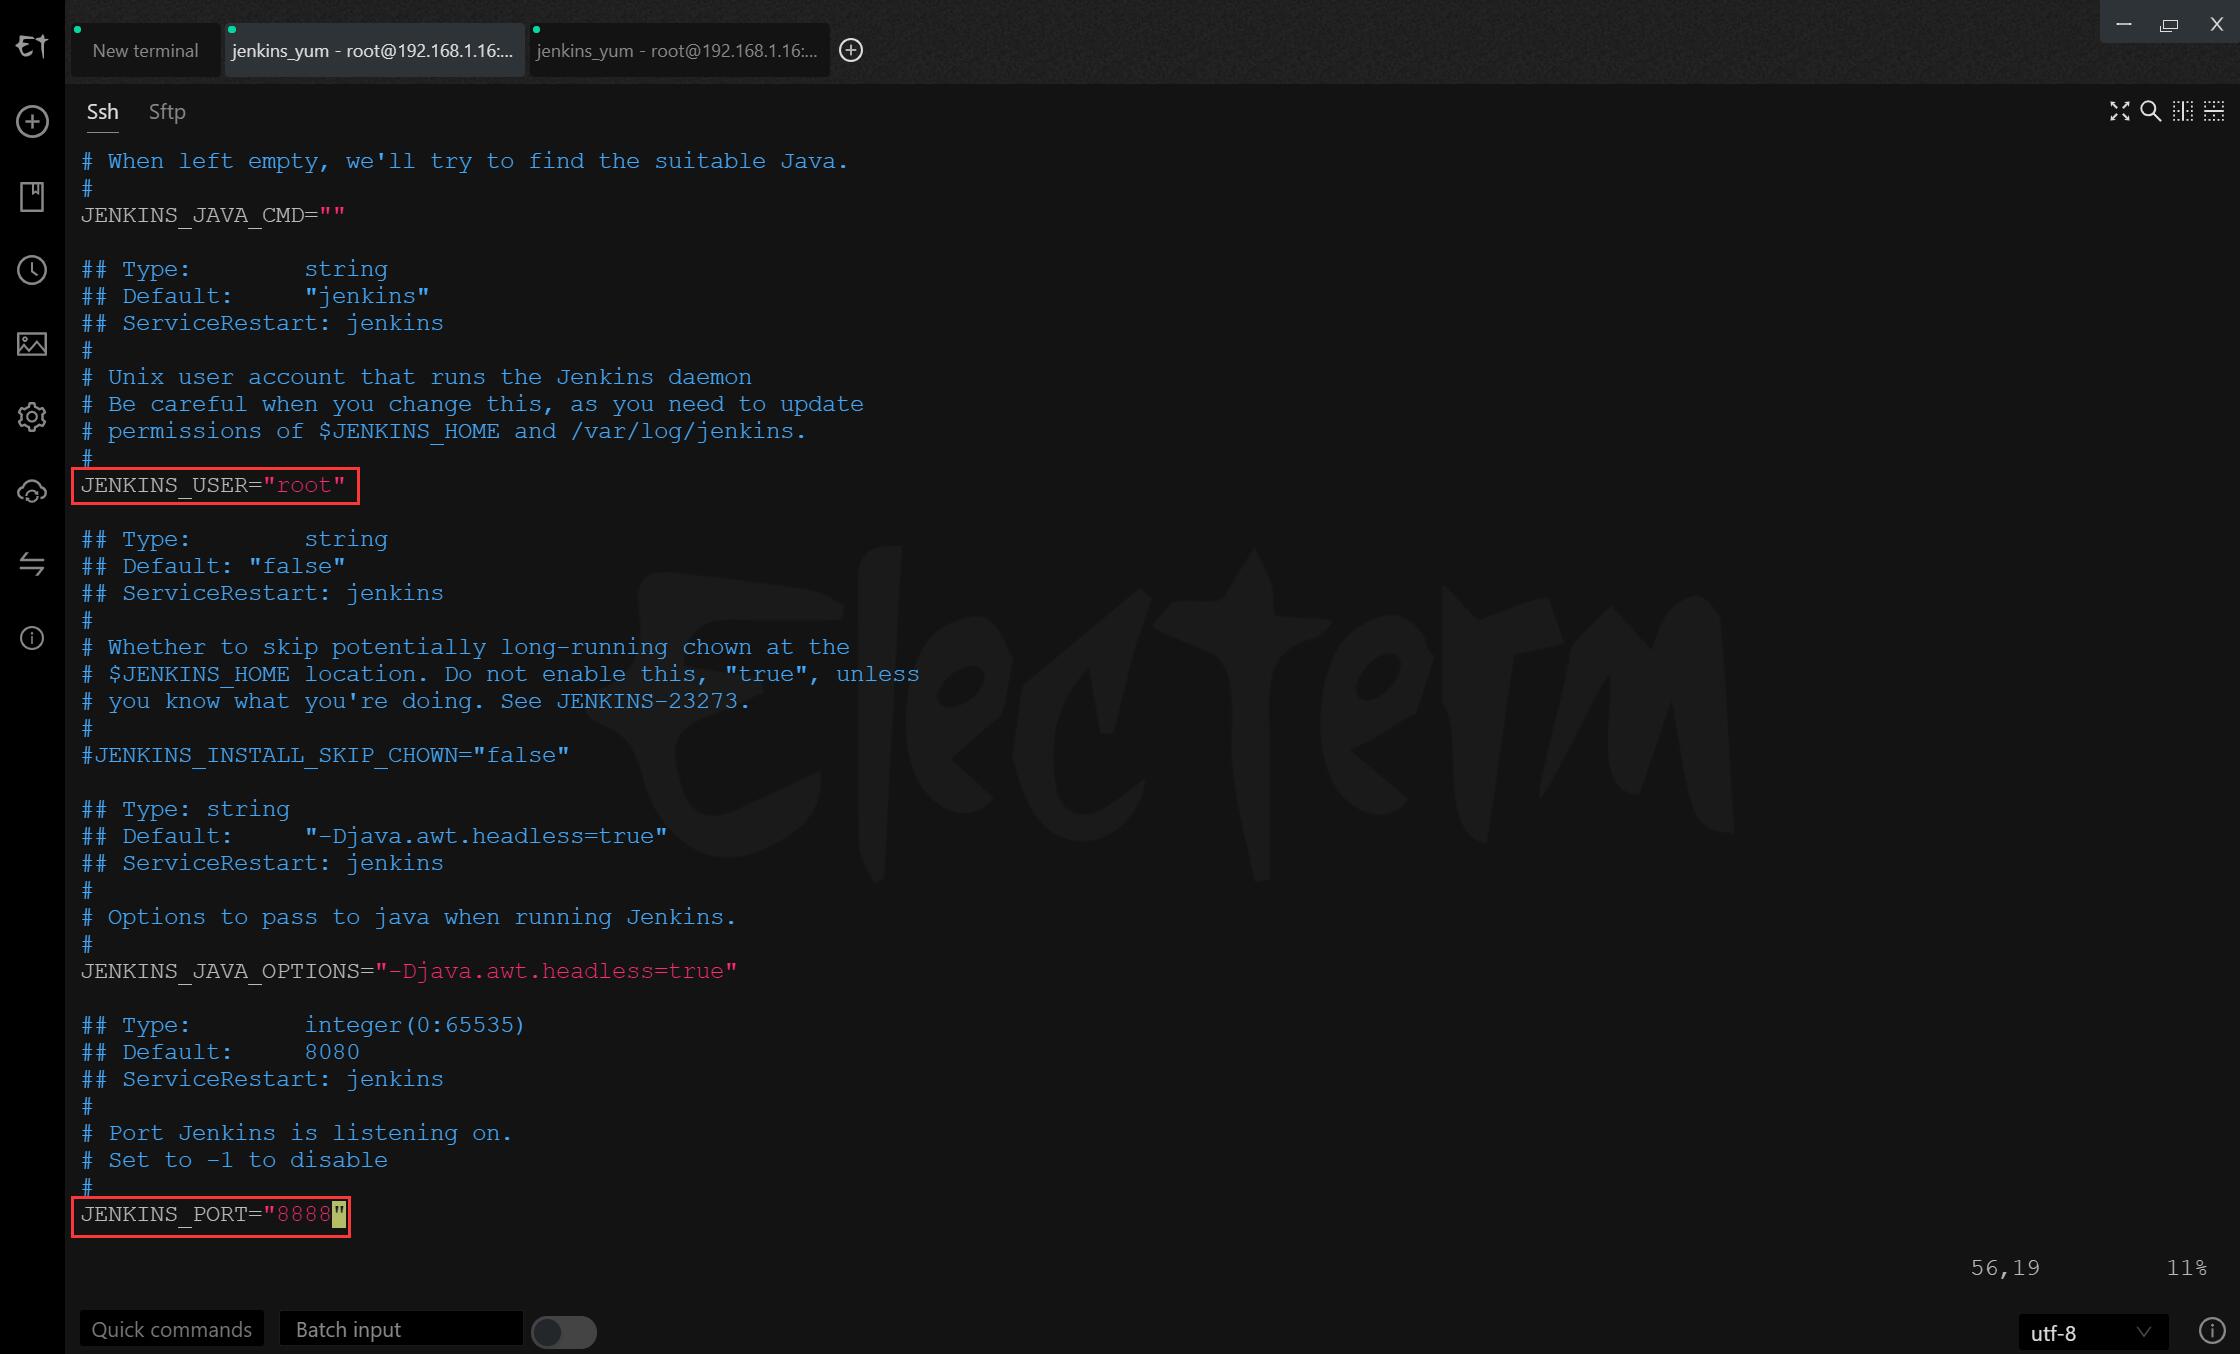 New terminal
jenkins_yum - root@192.168.1.16:...
jenkins_yum - root@192.168.1.16:...
Ssh
Sftp
# When left empty, we'll try to find the suitable Java.
#
JENKINS_JAVA_CMD=""
## Type:        string
## Default:     "jenkins"
## ServiceRestart: jenkins
#
# Unix user account that runs the Jenkins daemon
# Be careful when you change this, as you need to update
# permissions of $JENKINS_HOME and /var/log/jenkins.
#
JENKINS_USER="root"
## Type:        string
## Default: "false"
## ServiceRestart: jenkins
#
# Whether to skip potentially long-running chown at the
# $JENKINS_HOME location. Do not enable this, "true", unless
# you know what you're doing. See JENKINS-23273.
#
#JENKINS_INSTALL_SKIP_CHOWN="false"
## Type: string
## Default:     "-Djava.awt.headless=true"
## ServiceRestart: jenkins
#
# Options to pass to java when running Jenkins.
#
JENKINS_JAVA_OPTIONS="-Djava.awt.headless=true"
## Type:        integer(0:65535)
## Default:     8080
## ServiceRestart: jenkins
#
# Port Jenkins is listening on.
# Set to -1 to disable
#
JENKINS_PORT="8888"
56,19 11%
Quick commands
Batch input
utf-8
Electerm